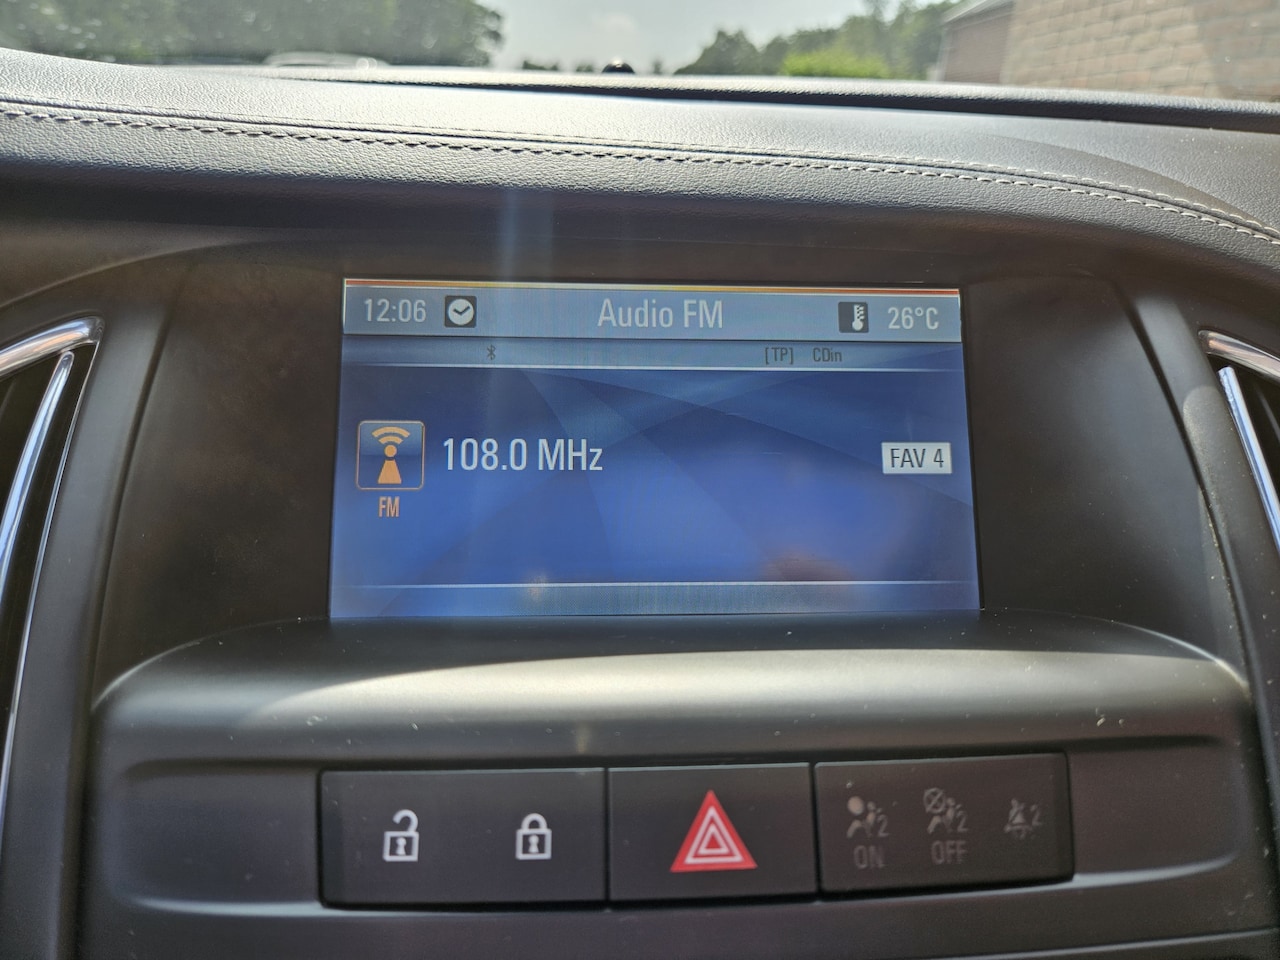 12:06 Audio FM 26°C
[TP] CDin
108.0 MHz FAV 4
FM
2 2 2
ON OFF